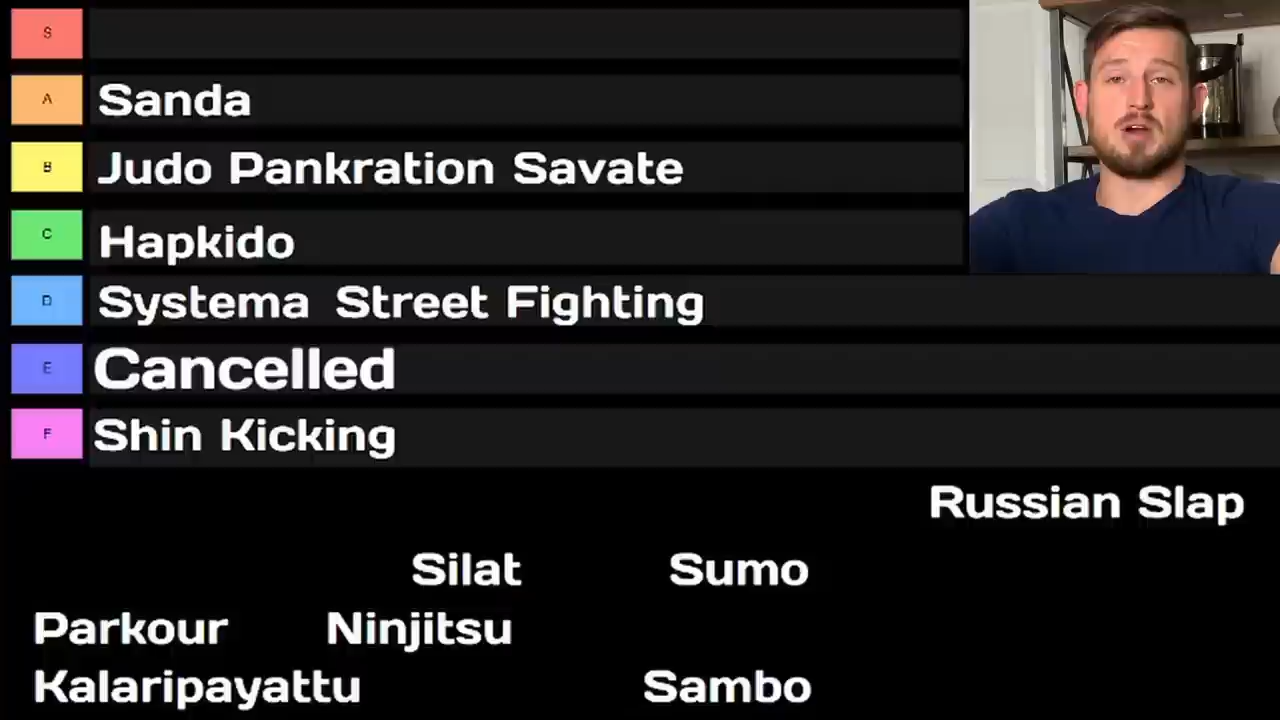 S
A Sanda
B Judo Pankration Savate
C Hapkido
D Systema Street Fighting
E Cancelled
F Shin Kicking
Russian Slap
Silat Sumo
Parkour Ninjitsu
Kalaripayattu Sambo